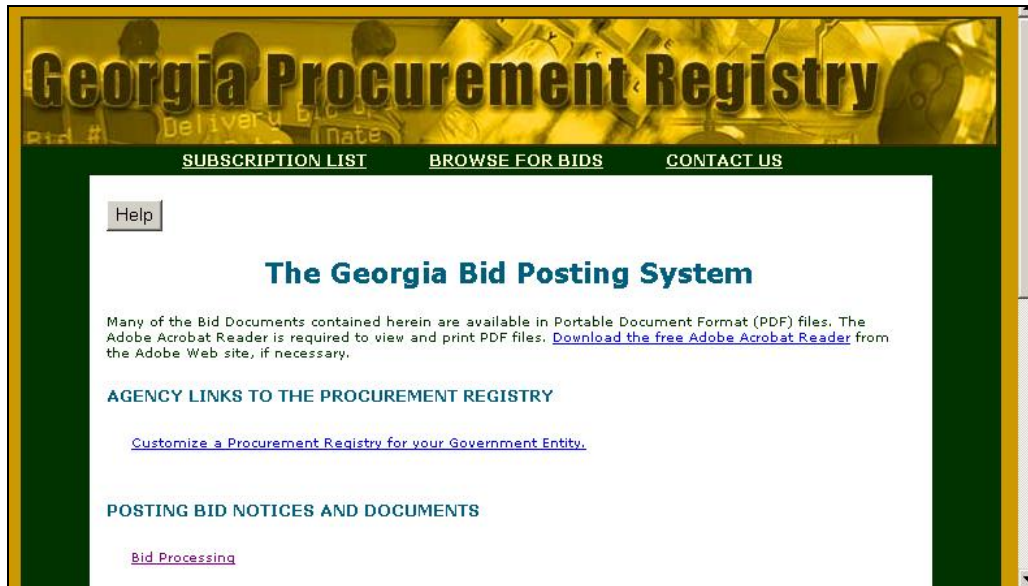 Georgia Procurement Registry
Bid #
Delivery
Date
SUBSCRIPTION LIST BROWSE FOR BIDS CONTACT US
Help
The Georgia Bid Posting System
Many of the Bid Documents contained herein are available in Portable Document Format (PDF) files. The
Adobe Acrobat Reader is required to view and print PDF files. Download the free Adobe Acrobat Reader from
the Adobe Web site, if necessary.
AGENCY LINKS TO THE PROCUREMENT REGISTRY
Customize a Procurement Registry for your Government Entity.
POSTING BID NOTICES AND DOCUMENTS
Bid Processing